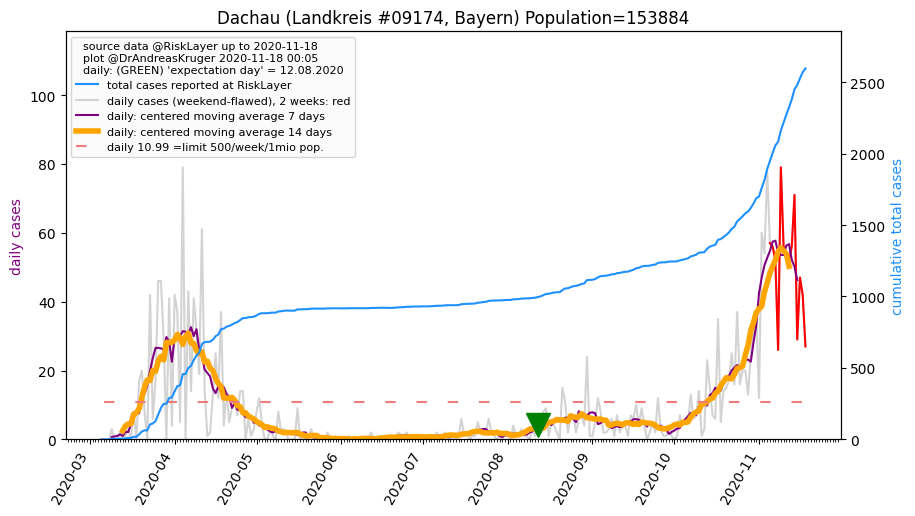 Dachau (Landkreis #09174, Bayern) Population=153884
source data @RiskLayer up to 2020-11-18
plot @DrAndreasKruger 2020-11-18 00:05
daily: (GREEN) 'expectation day' = 12.08.2020
total cases reported at RiskLayer
daily cases (weekend-flawed), 2 weeks: red
daily: centered moving average 7 days
daily: centered moving average 14 days
daily 10.99 =limit 500/week/1mio pop.
daily cases
100
80
60
40
20
0
cumulative total cases
2500
2000
1500
1000
500
0
2020-03
2020-04
2020-05
2020-06
2020-07
2020-08
2020-09
2020-10
2020-11